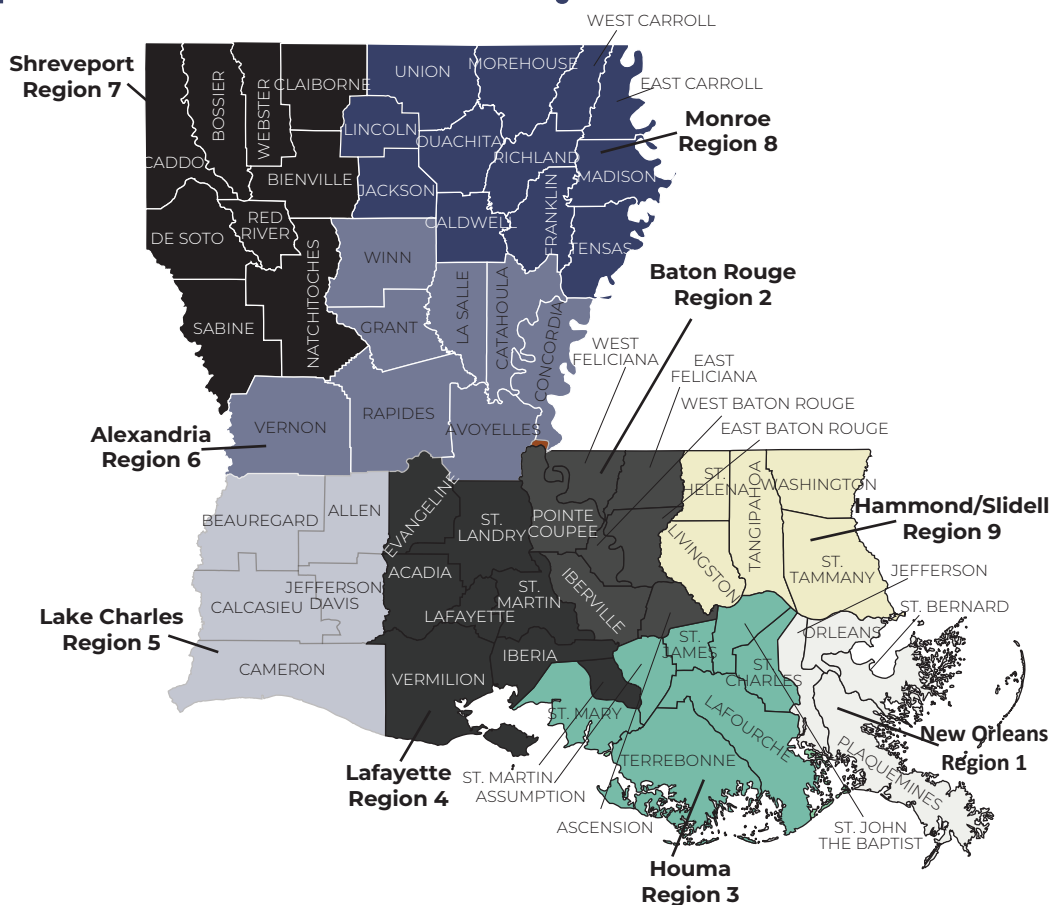 WEST CARROLL
Shreveport
Region 7
CLAIBORNE
UNION
MOREHOUSE
EAST CARROLL
BOSSIER
WEBSTER
LINCOLN
OUACHITA
Monroe
Region 8
CADDO
BIENVILLE
JACKSON
RICHLAND
MADISON
FRANKLIN
DE SOTO
RED
RIVER
CALDWELL
TENSAS
NATCHITOCHES
WINN
LA SALLE
CATAHOULA
CONCORDIA
Baton Rouge
Region 2
SABINE
GRANT
WEST
FELICIANA
EAST
FELICIANA
WEST BATON ROUGE
EAST BATON ROUGE
Alexandria
Region 6
VERNON
RAPIDES
AVOYELLES
ST.
HELENA
TANGIPAHOA
WASHINGTON
Hammond/Slidell
Region 9
BEAUREGARD
ALLEN
EVANGELINE
ST.
LANDRY
POINTE
COUPEE
LIVINGSTON
ST.
TAMMANY
JEFFERSON
ACADIA
JEFFERSON
DAVIS
CALCASIEU
LAFAYETTE
ST.
MARTIN
IBERVILLE
ST. BERNARD
Lake Charles
Region 5
ORLEANS
ST.
JAMES
CAMERON
VERMILION
IBERIA
ST.
CHARLES
ST. MARY
LAFOURCHE
New Orleans
Region 1
PLAQUEMINES
TERREBONNE
Lafayette
Region 4
ST. MARTIN
ASSUMPTION
ASCENSION
ST. JOHN
THE BAPTIST
Houma
Region 3